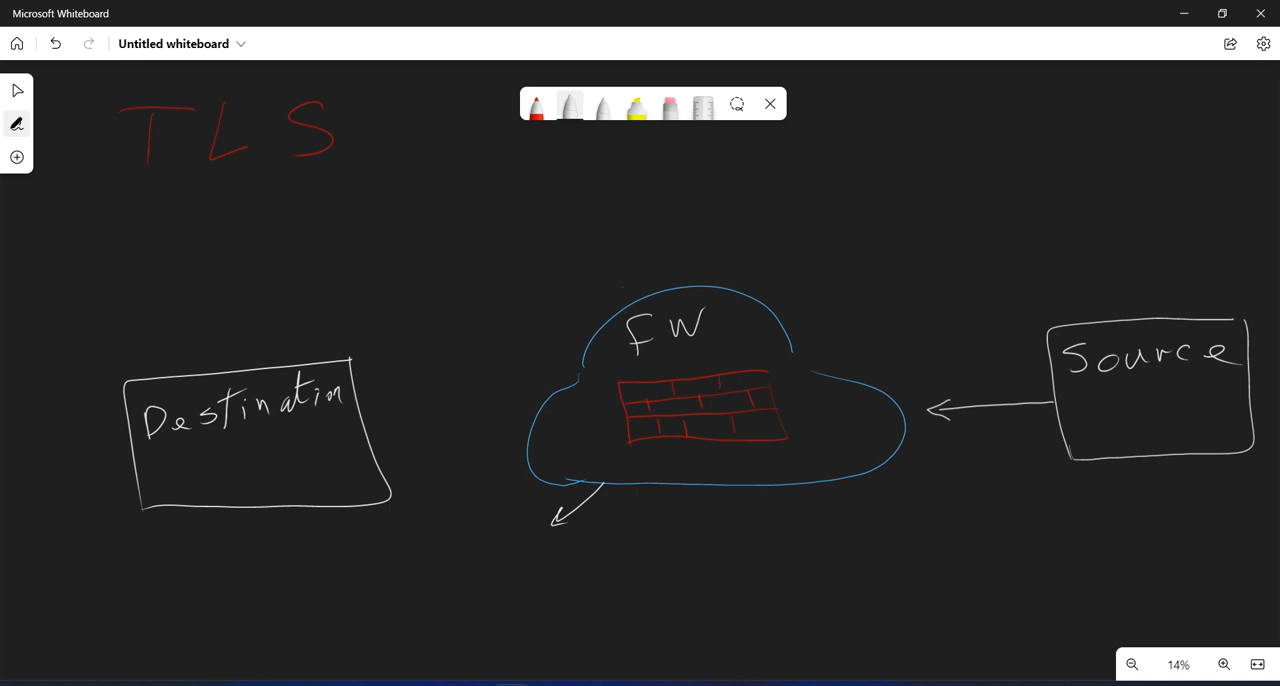 Microsoft Whiteboard
Untitled whiteboard
TLS
FW
Source
Destination
14%